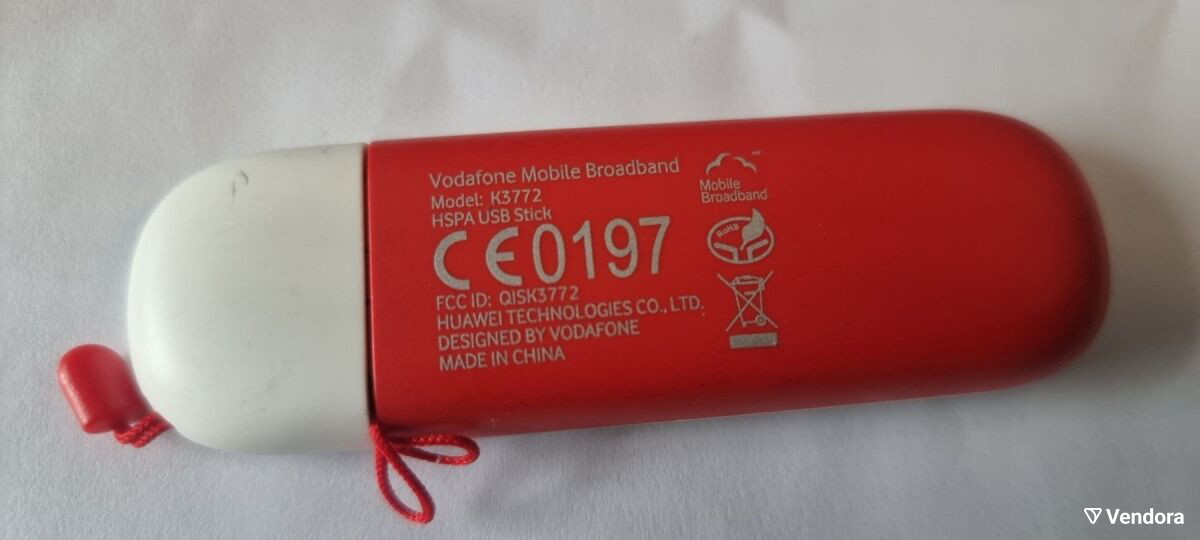 Vodafone Mobile Broadband
Model: K3772
HSPA USB Stick
CE0197
FCC ID: QISK3772
HUAWEI TECHNOLOGIES CO., LTD.
DESIGNED BY VODAFONE
MADE IN CHINA
Mobile
Broadband
RoHS
Vendora